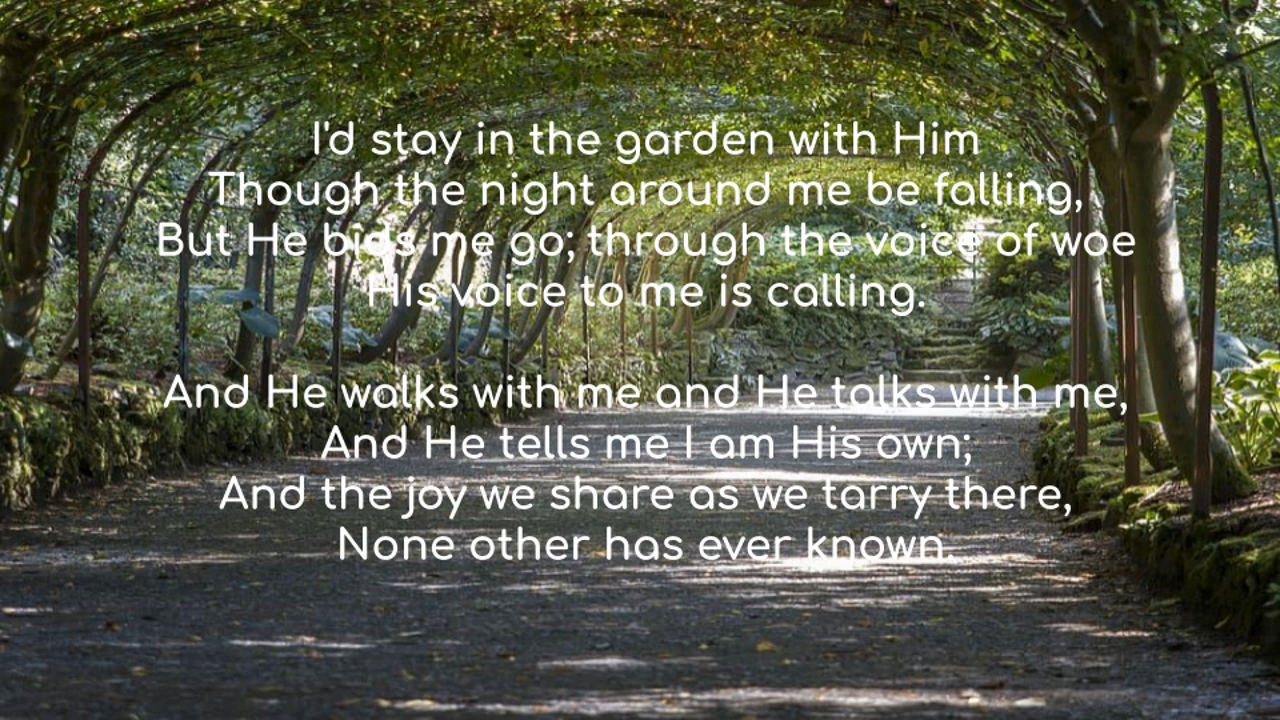 I'd stay in the garden with Him
Though the night around me be falling,
But He bids me go; through the voice of woe
His voice to me is calling.
And He walks with me and He talks with me,
And He tells me I am His own;
And the joy we share as we tarry there,
None other has ever known.